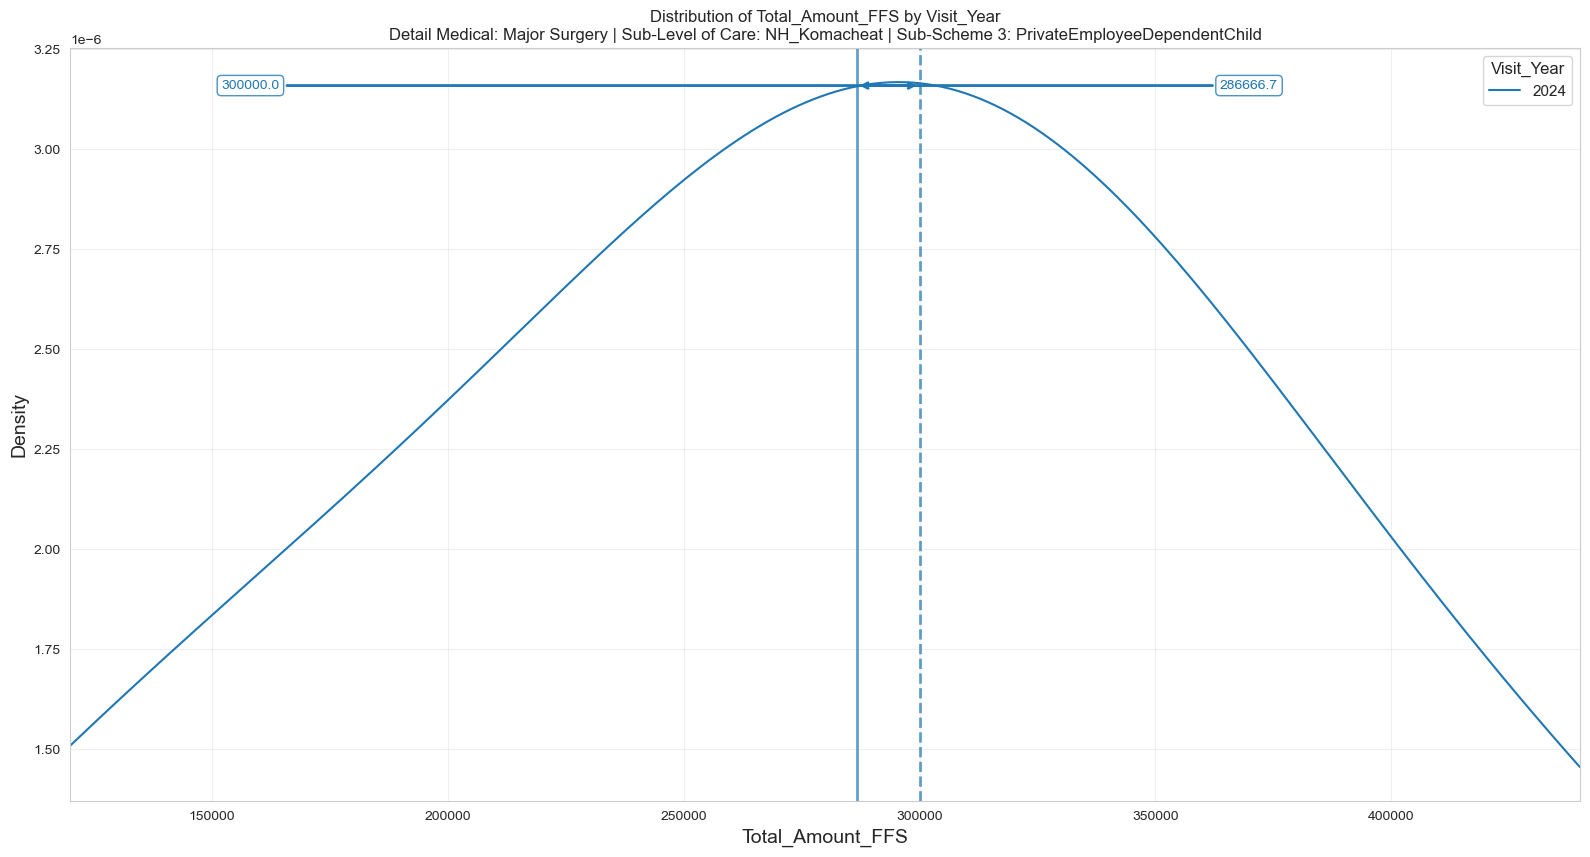 Distribution of Total_Amount_FFS by Visit_Year
Detail Medical: Major Surgery | Sub-Level of Care: NH_Komacheat | Sub-Scheme 3: PrivateEmployeeDependentChild
1e−6
3.25
3.00
2.75
2.50
2.25
2.00
1.75
1.50
Density
300000.0
286666.7
Visit_Year
2024
150000
200000
250000
300000
350000
400000
Total_Amount_FFS